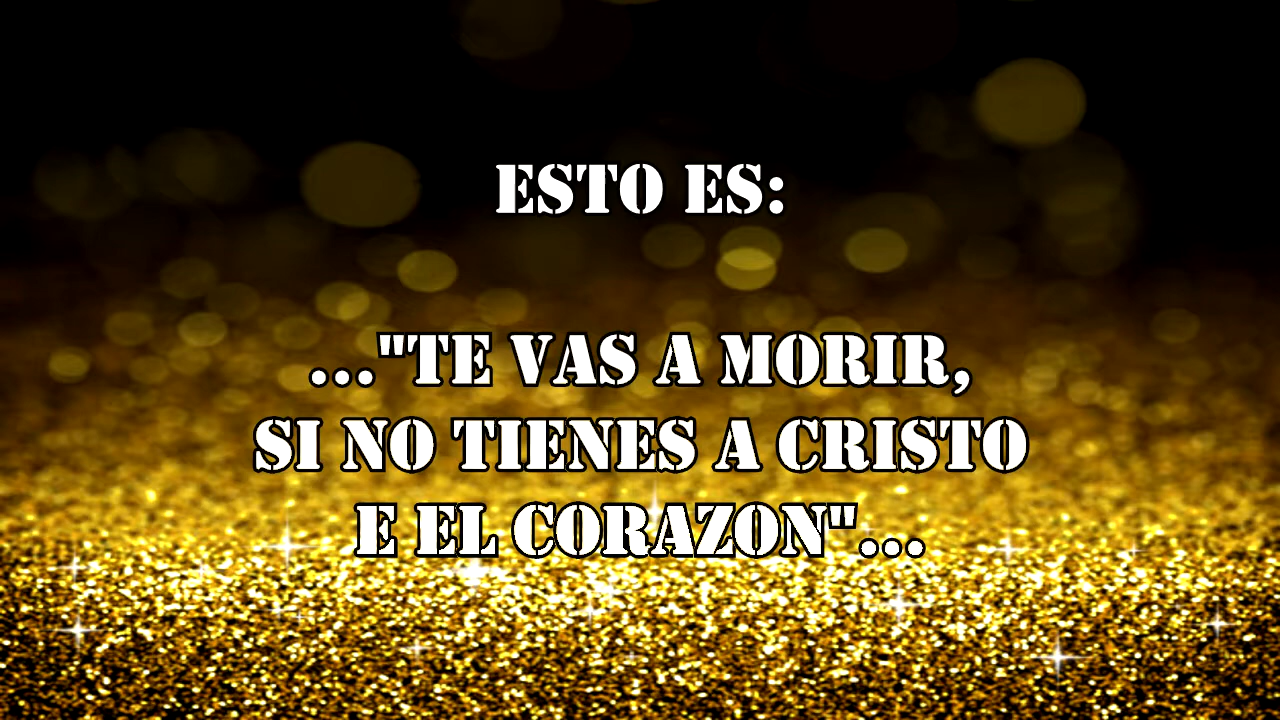 ESTO ES:
..."TE VAS A MORIR,
SI NO TIENES A CRISTO
E EL CORAZON"...